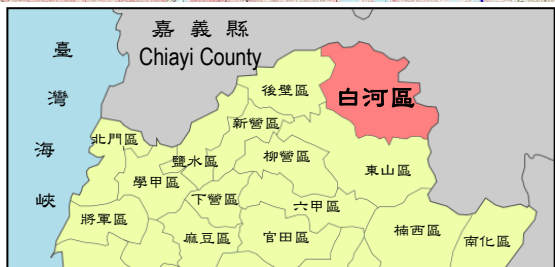 嘉義縣
Chiayi County
臺灣海峽
後壁區
白河區
新營區
北門區
鹽水區
柳營區
東山區
學甲區
下營區
六甲區
將軍區
麻豆區
官田區
楠西區
南化區